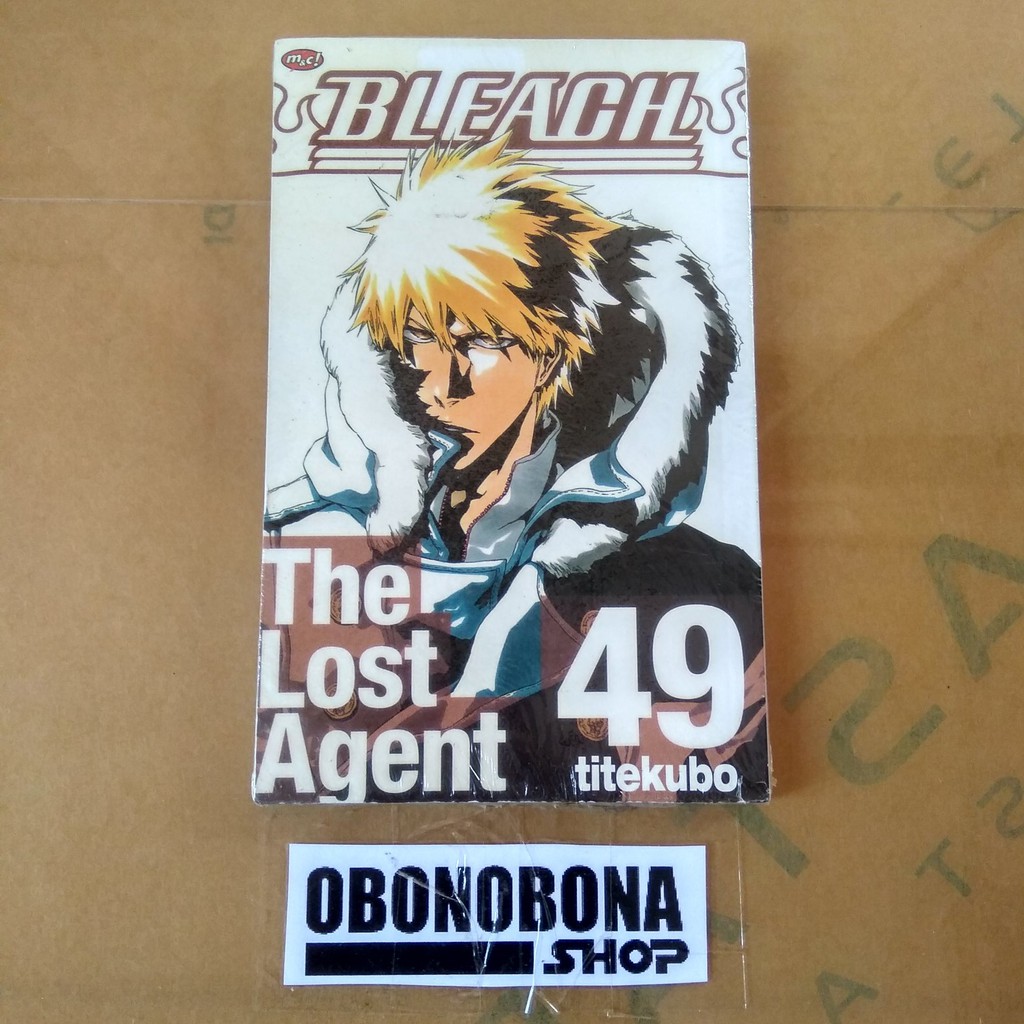 m&c!
BLEACH
The
Lost
Agent
49
titekubo
OBONOBONA
SHOP